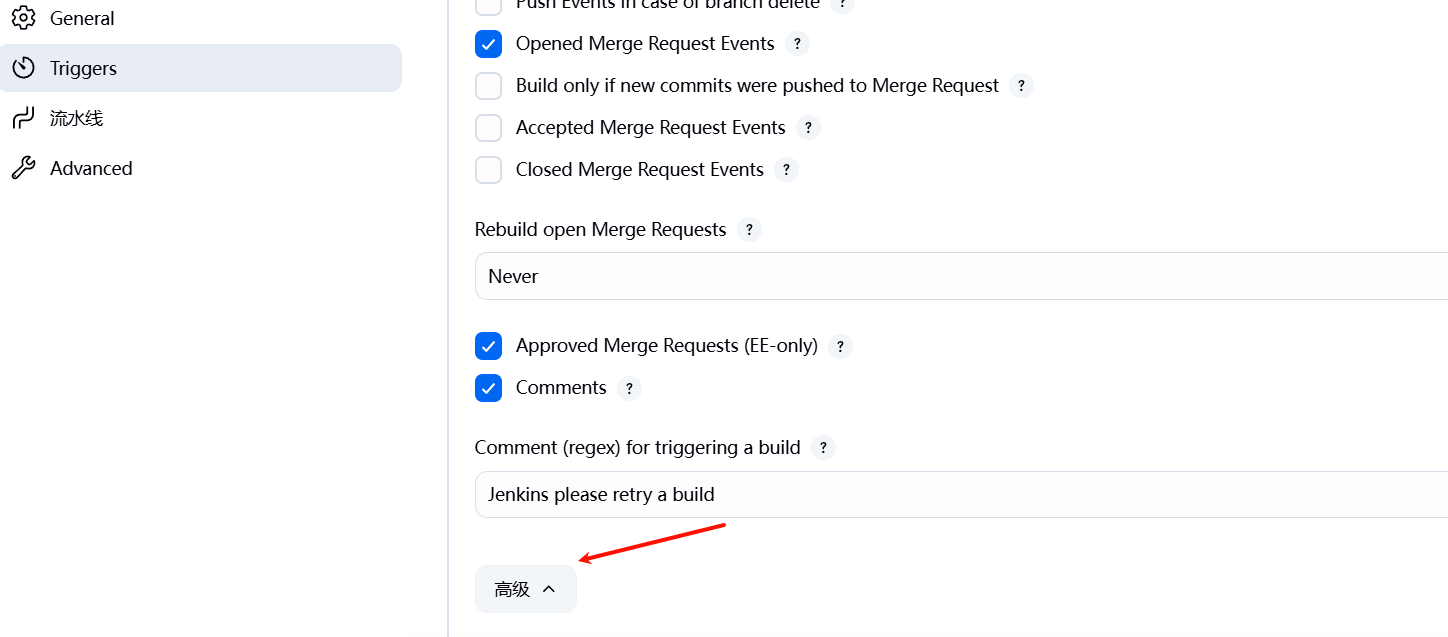 General
Triggers
流水线
Advanced
Push Events in case of branch delete ?
Opened Merge Request Events ?
Build only if new commits were pushed to Merge Request ?
Accepted Merge Request Events ?
Closed Merge Request Events ?
Rebuild open Merge Requests ?
Never
Approved Merge Requests (EE-only) ?
Comments ?
Comment (regex) for triggering a build ?
Jenkins please retry a build
高级